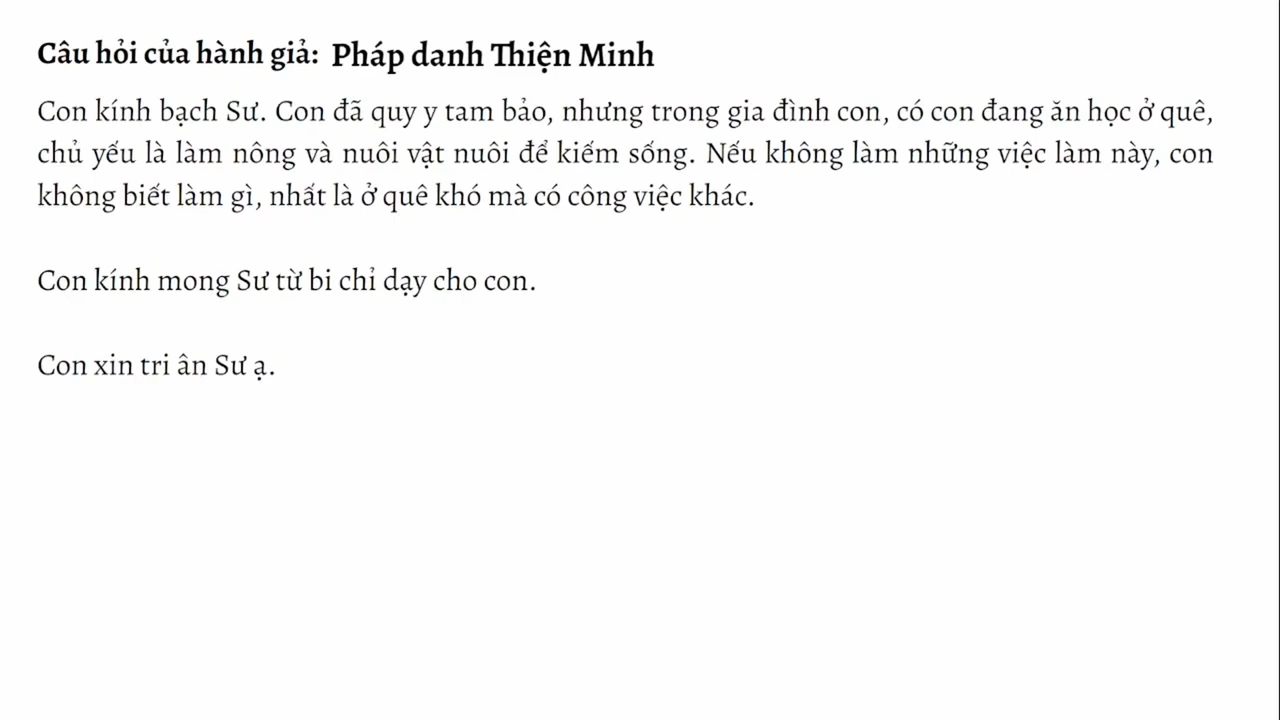 Câu hỏi của hành giả: Pháp danh Thiện Minh
Con kính bạch Sư. Con đã quy y tam bảo, nhưng trong gia đình con, có con đang ăn học ở quê,
chủ yếu là làm nông và nuôi vật nuôi để kiếm sống. Nếu không làm những việc làm này, con
không biết làm gì, nhất là ở quê khó mà có công việc khác.
Con kính mong Sư từ bi chỉ dạy cho con.
Con xin tri ân Sư ạ.